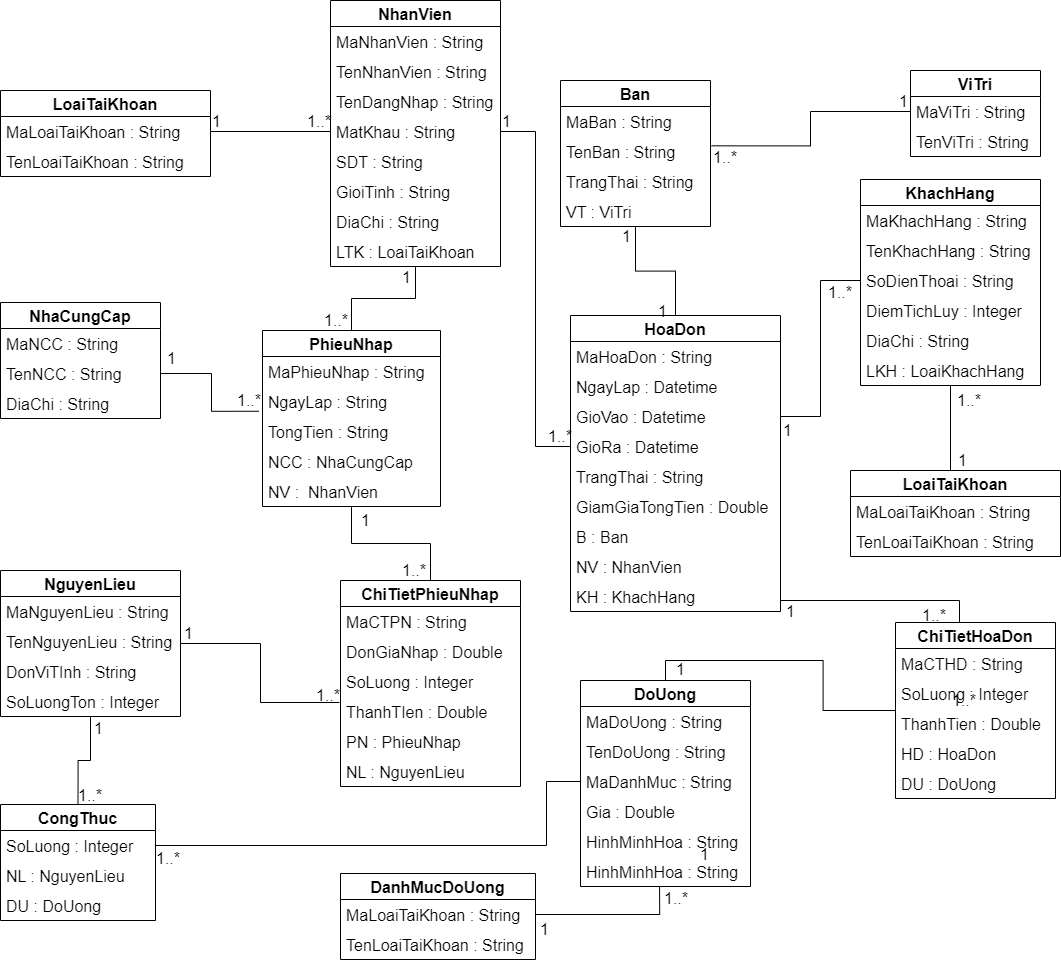 NhanVien
MaNhanVien : String
TenNhanVien : String
TenDangNhap : String
MatKhau : String
SDT : String
GioiTinh : String
DiaChi : String
LTK : LoaiTaiKhoan
LoaiTaiKhoan
MaLoaiTaiKhoan : String
TenLoaiTaiKhoan : String
1
1..*
1
Ban
MaBan : String
TenBan : String
TrangThai : String
VT : ViTri
1
1..*
ViTri
MaViTri : String
TenViTri : String
KhachHang
MaKhachHang : String
TenKhachHang : String
SoDienThoai : String
DiemTichLuy : Integer
DiaChi : String
LKH : LoaiKhachHang
1
1..*
1
1
1..*
NhaCungCap
MaNCC : String
TenNCC : String
DiaChi : String
1
1..*
PhieuNhap
MaPhieuNhap : String
NgayLap : String
TongTien : String
NCC : NhaCungCap
NV :  NhanVien
HoaDon
MaHoaDon : String
NgayLap : Datetime
GioVao : Datetime
GioRa : Datetime
TrangThai : String
GiamGiaTongTien : Double
B : Ban
NV : NhanVien
KH : KhachHang
1..*
1
1..*
1
LoaiTaiKhoan
MaLoaiTaiKhoan : String
TenLoaiTaiKhoan : String
1
1..*
NguyenLieu
MaNguyenLieu : String
TenNguyenLieu : String
DonViTInh : String
SoLuongTon : Integer
1
1..*
ChiTietPhieuNhap
MaCTPN : String
DonGiaNhap : Double
SoLuong : Integer
ThanhTIen : Double
PN : PhieuNhap
NL : NguyenLieu
1
1..*
ChiTietHoaDon
MaCTHD : String
SoLuong : Integer
1..*
ThanhTien : Double
HD : HoaDon
DU : DoUong
1
DoUong
MaDoUong : String
TenDoUong : String
MaDanhMuc : String
Gia : Double
HinhMinhHoa : String
1
HinhMinhHoa : String
1
1..*
CongThuc
SoLuong : Integer
NL : NguyenLieu
DU : DoUong
1..*
DanhMucDoUong
MaLoaiTaiKhoan : String
TenLoaiTaiKhoan : String
1..*
1